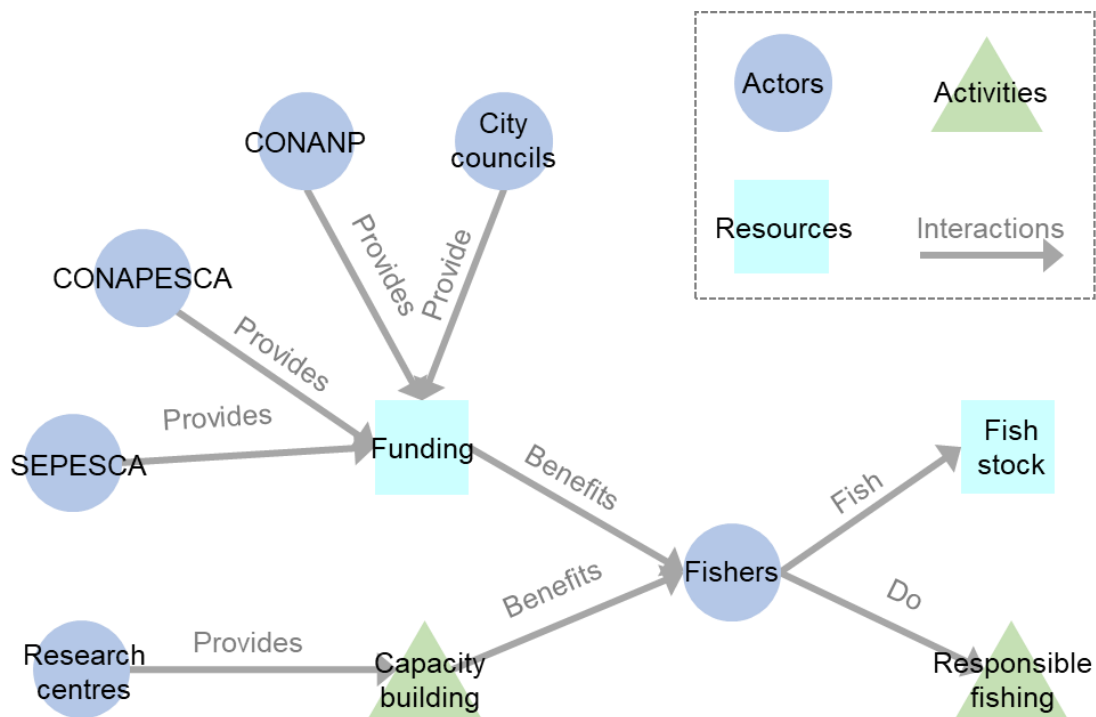 Actors
Activities
Resources
Interactions
CONANP
City
councils
Provides
Provide
CONAPESCA
Provides
Provides
SEPESCA
Funding
Benefits
Fish
Fish
stock
Fishers
Benefits
Do
Research
centres
Provides
Capacity
building
Responsible
fishing